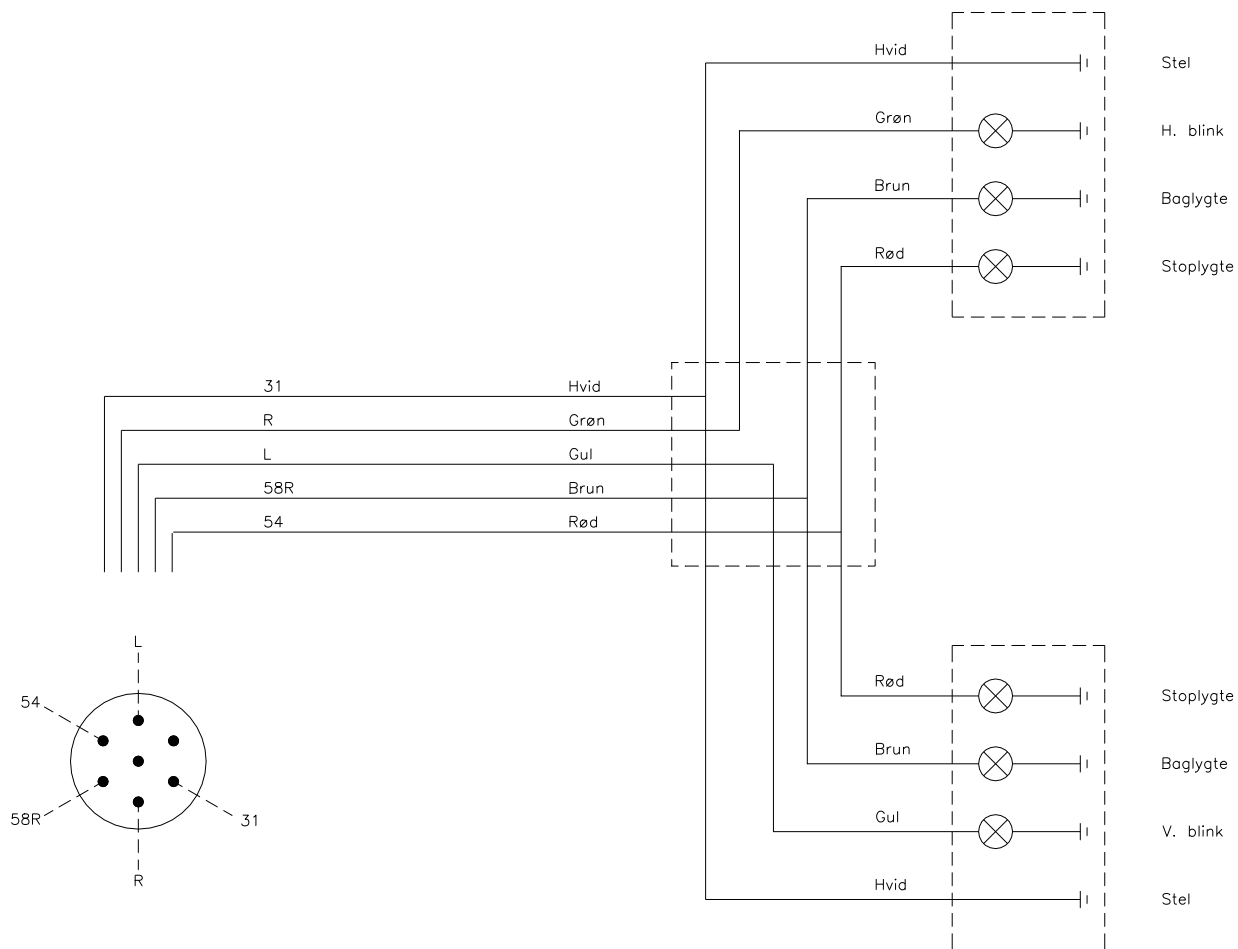 Hvid
Stel
Grøn
H. blink
Brun
Baglygte
Rød
Stoplygte
31 Hvid
R Grøn
L Gul
58R Brun
54 Rød
L
54
58R
31
R
Rød
Stoplygte
Brun
Baglygte
Gul
V. blink
Hvid
Stel